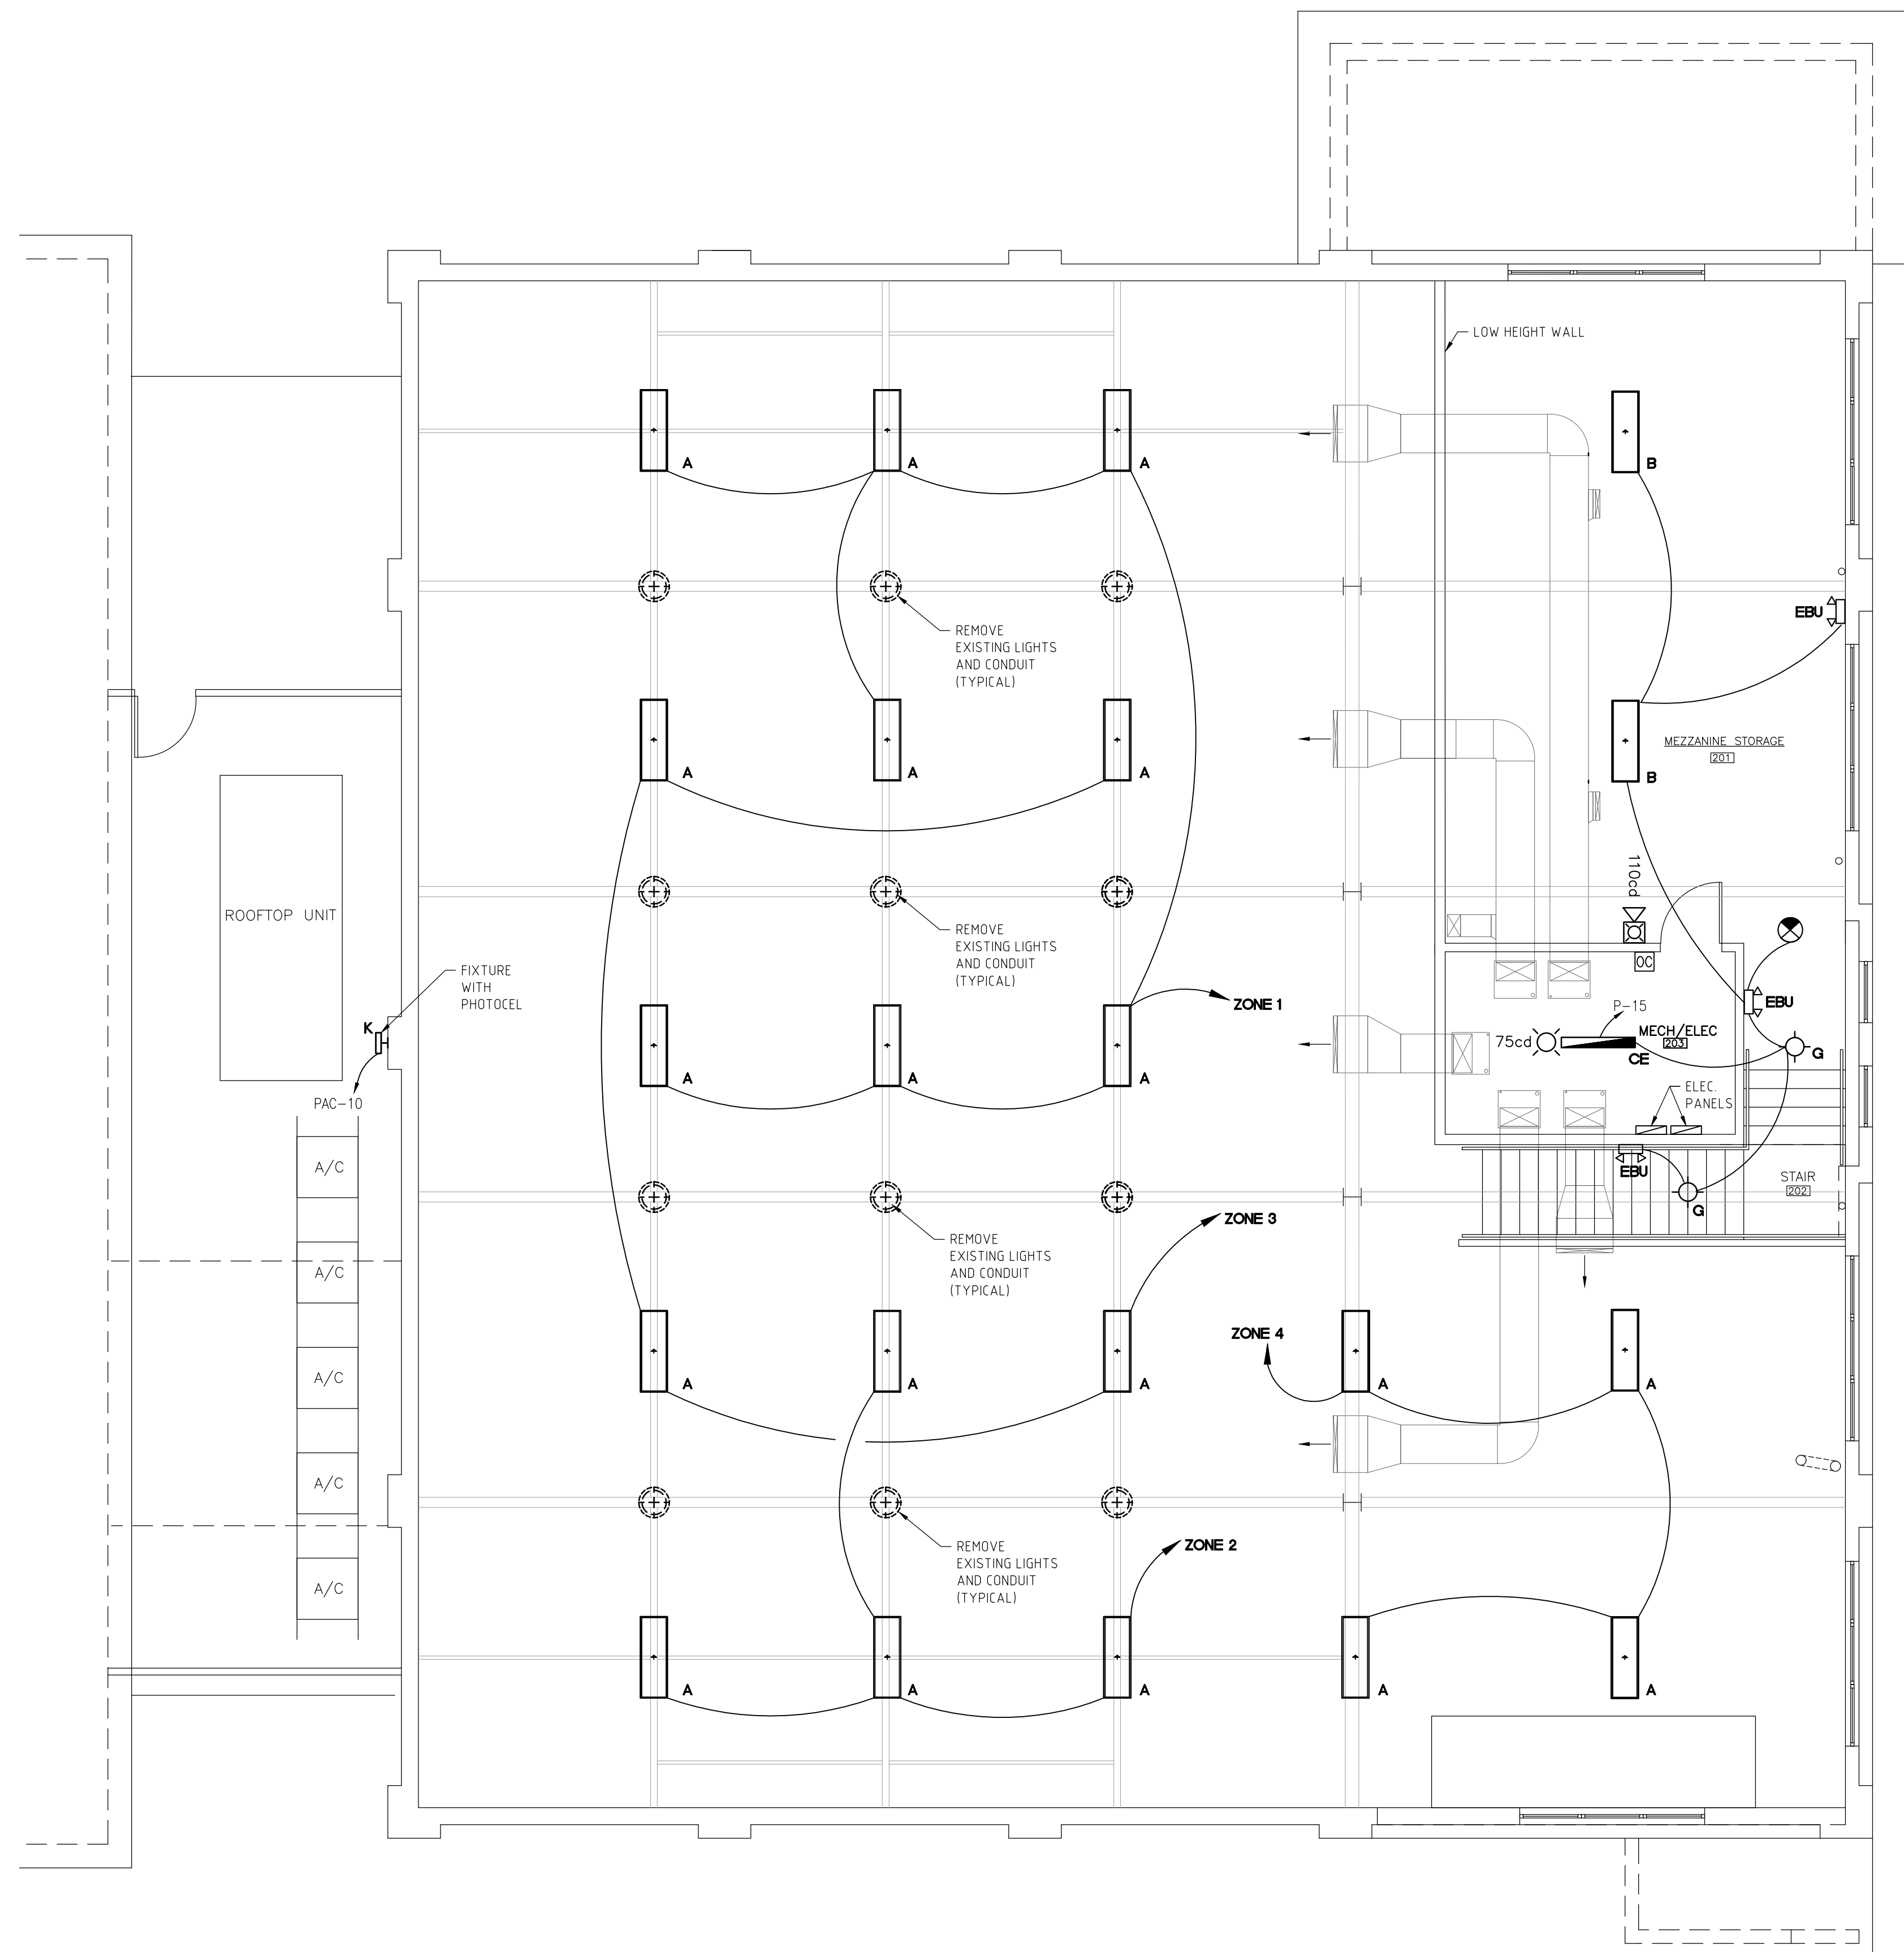 LOW HEIGHT WALL
A
A
A
B
REMOVE
EXISTING LIGHTS
AND CONDUIT
(TYPICAL)
EBU
MEZZANINE STORAGE
201
A
A
A
B
110cd
ROOFTOP UNIT
REMOVE
EXISTING LIGHTS
AND CONDUIT
(TYPICAL)
FIXTURE
WITH
PHOTOCEL
K
PAC-10
OC
ZONE 1
EBU
P-15
75cd
MECH/ELEC
203
CE
G
A
A
A
ELEC.
PANELS
A/C
A/C
A/C
A/C
A/C
EBU
STAIR
202
G
ZONE 3
REMOVE
EXISTING LIGHTS
AND CONDUIT
(TYPICAL)
ZONE 4
A
A
A
A
A
REMOVE
EXISTING LIGHTS
AND CONDUIT
(TYPICAL)
ZONE 2
A
A
A
A
A